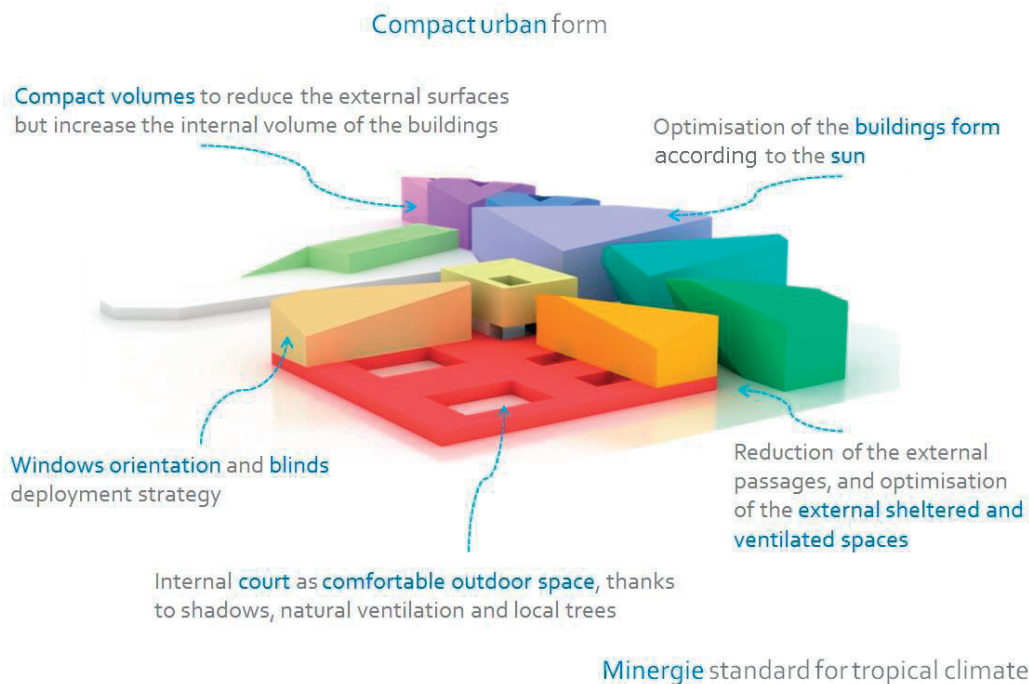 Compact urban form
Compact volumes to reduce the external surfaces
but increase the internal volume of the buildings
Optimisation of the buildings form
according to the sun
Windows orientation and blinds
deployment strategy
Reduction of the external
passages, and optimisation
of the external sheltered and
ventilated spaces
Internal court as comfortable outdoor space, thanks
to shadows, natural ventilation and local trees
Minergie standard for tropical climate